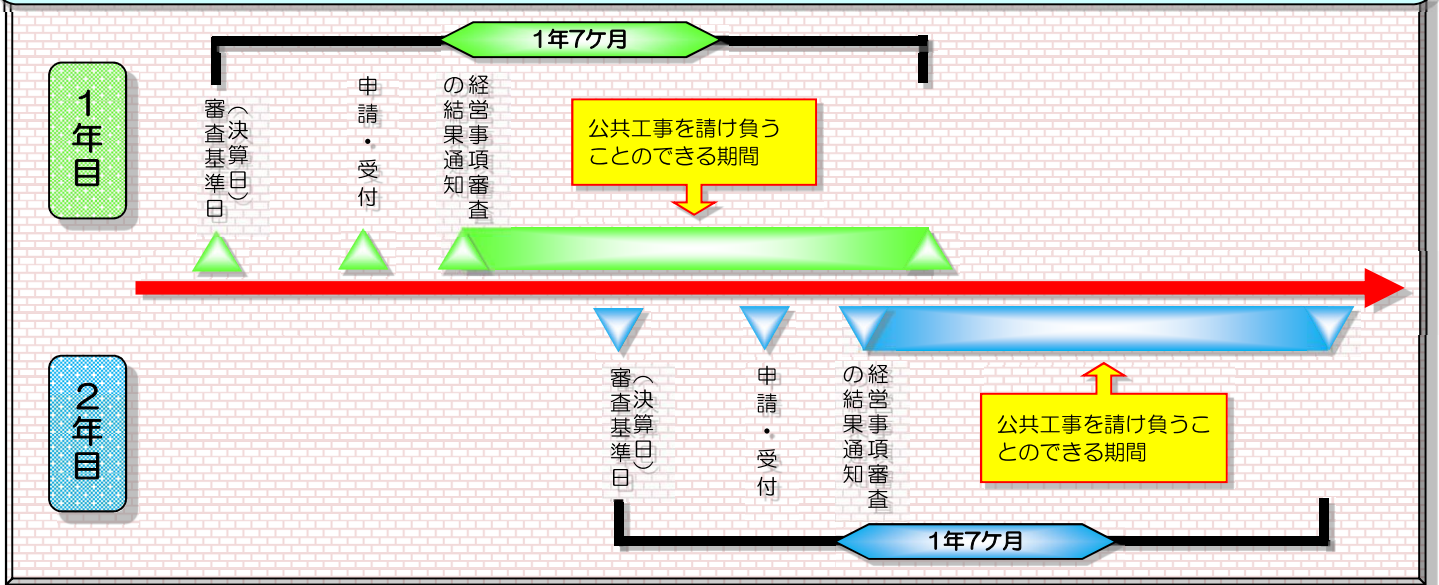 1年目
1年7ケ月
(決算日)
審査基準日
申請・受付
経営事項審査
の結果通知
公共工事を請け負う
ことのできる期間
2年目
(決算日)
審査基準日
申請・受付
経営事項審査
の結果通知
公共工事を請け負うこ
とのできる期間
1年7ケ月